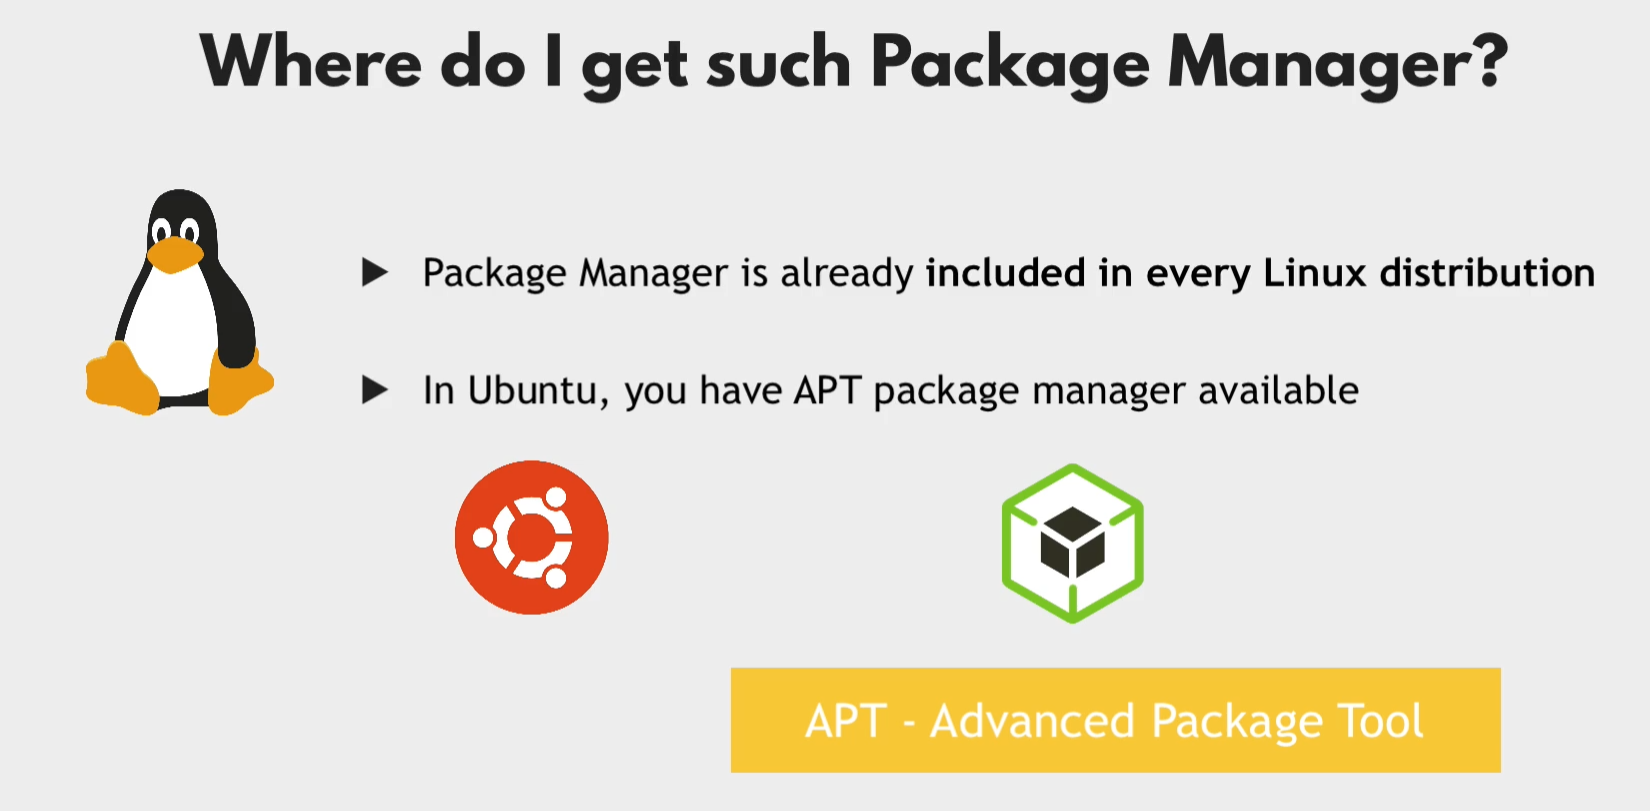 Where do I get such Package Manager?
▶ Package Manager is already included in every Linux distribution
▶ In Ubuntu, you have APT package manager available
APT - Advanced Package Tool